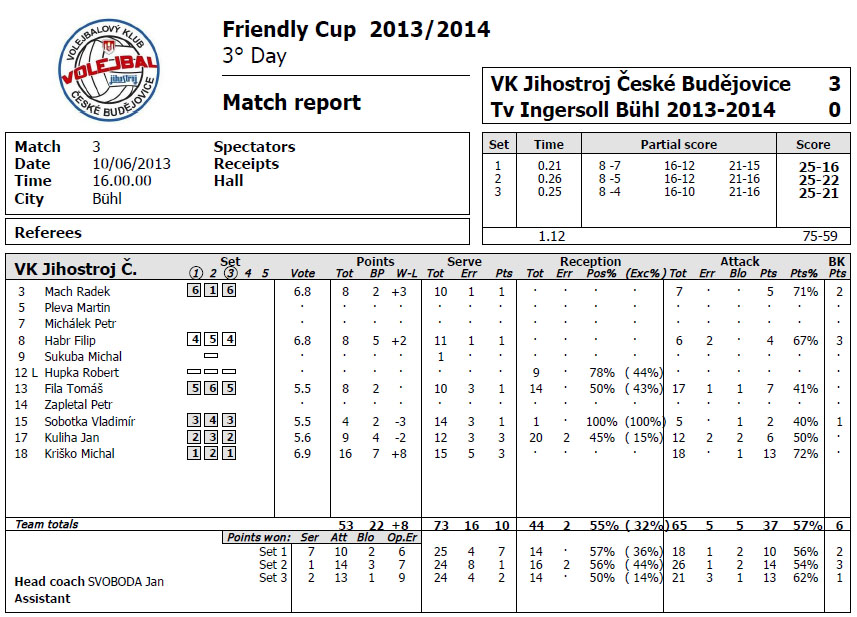 VOLEJBALOVÝ KLUB
VOLEJBAL
jihostroj
ČESKÉ BUDĚJOVICE
Friendly Cup 2013/2014
3° Day
Match report
VK Jihostroj České Budějovice 3
Tv Ingersoll Bühl 2013-2014 0
Match 3 Spectators
Date 10/06/2013 Receipts
Time 16.00.00 Hall
City Bühl
Referees
Set Time Partial score Score
1 0.21 8 -7 16-12 21-15 25-16
2 0.26 8 -5 16-12 21-16 25-22
3 0.25 8 -4 16-10 21-16 25-21
1.12 75-59
VK Jihostroj Č. Set Points Serve Reception Attack BK
1 2 3 4 5 Vote Tot BP W-L Tot Err Pts Tot Err Pos% (Exc%) Tot Err Blo Pts Pts% Pts
3 Mach Radek 6 1 6 6.8 8 2 +3 10 1 1 · · · · 7 · · 5 71% 2
5 Pleva Martin · · · · · · · · · · · · · · · · ·
7 Michálek Petr · · · · · · · · · · · · · · · · ·
8 Habr Filip 4 5 4 6.8 8 5 +2 11 1 1 · · · · 6 2 · 4 67% 3
9 Sukuba Michal · · · · 1 · · · · · · · · · · · ·
12 L Hupka Robert · · · · · · · 9 · 78% ( 44%) · · · · · ·
13 Fila Tomáš 5 6 5 5.5 8 2 · 10 3 1 14 · 50% ( 43%) 17 1 1 7 41% ·
14 Zapletal Petr · · · · · · · · · · · · · · · · ·
15 Sobotka Vladimír 3 4 3 5.5 4 2 -3 14 3 1 1 · 100% (100%) 5 · 1 2 40% 1
17 Kuliha Jan 2 3 2 5.6 9 4 -2 12 3 3 20 2 45% ( 15%) 12 2 2 6 50% ·
18 Kriško Michal 1 2 1 6.9 16 7 +8 15 5 3 · · · · 18 · 1 13 72% ·
Team totals 53 22 +8 73 16 10 44 2 55% ( 32%) 65 5 5 37 57% 6
Points won: Ser Att Blo Op.Er
Set 1 7 10 2 6 25 4 7 14 · 57% ( 36%) 18 1 2 10 56% 2
Set 2 1 14 3 7 24 8 1 16 2 56% ( 44%) 26 1 2 14 54% 3
Set 3 2 13 1 9 24 4 2 14 · 50% ( 14%) 21 3 1 13 62% 1
Head coach SVOBODA Jan
Assistant